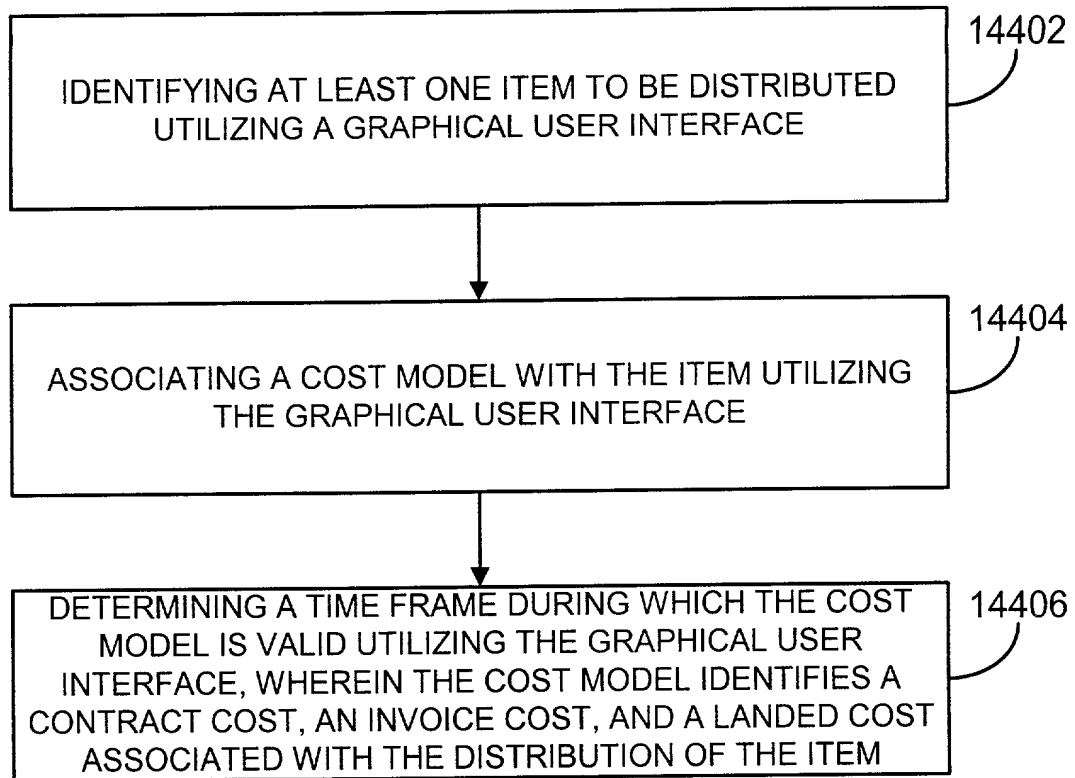 14402
IDENTIFYING AT LEAST ONE ITEM TO BE DISTRIBUTED
UTILIZING A GRAPHICAL USER INTERFACE
14404
ASSOCIATING A COST MODEL WITH THE ITEM UTILIZING
THE GRAPHICAL USER INTERFACE
14406
DETERMINING A TIME FRAME DURING WHICH THE COST
MODEL IS VALID UTILIZING THE GRAPHICAL USER
INTERFACE, WHEREIN THE COST MODEL IDENTIFIES A
CONTRACT COST, AN INVOICE COST, AND A LANDED COST
ASSOCIATED WITH THE DISTRIBUTION OF THE ITEM